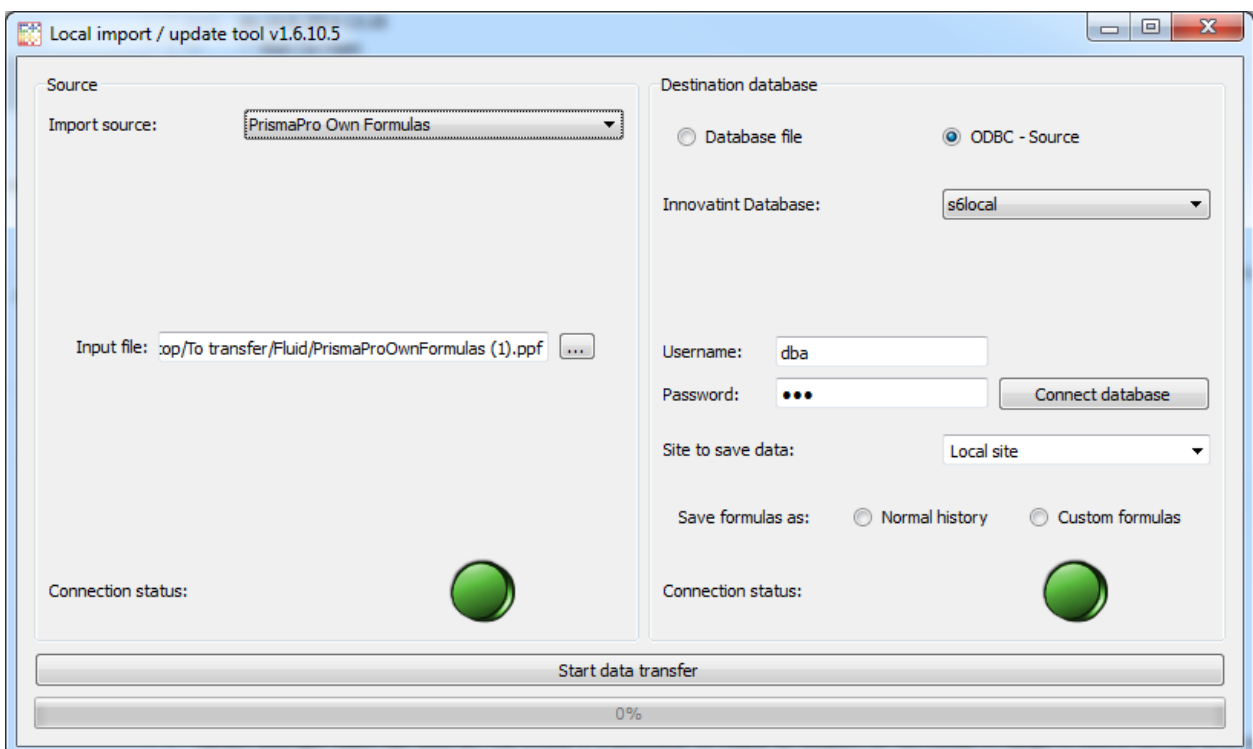 Local import / update tool v1.6.10.5
Source
Import source: PrismaPro Own Formulas
Input file: :op/To transfer/Fluid/PrismaProOwnFormulas (1).ppf ...
Connection status:
Destination database
Database file ODBC - Source
Innovatint Database: s6local
Username: dba
Password: ●●● Connect database
Site to save data: Local site
Save formulas as: Normal history Custom formulas
Connection status:
Start data transfer
0%